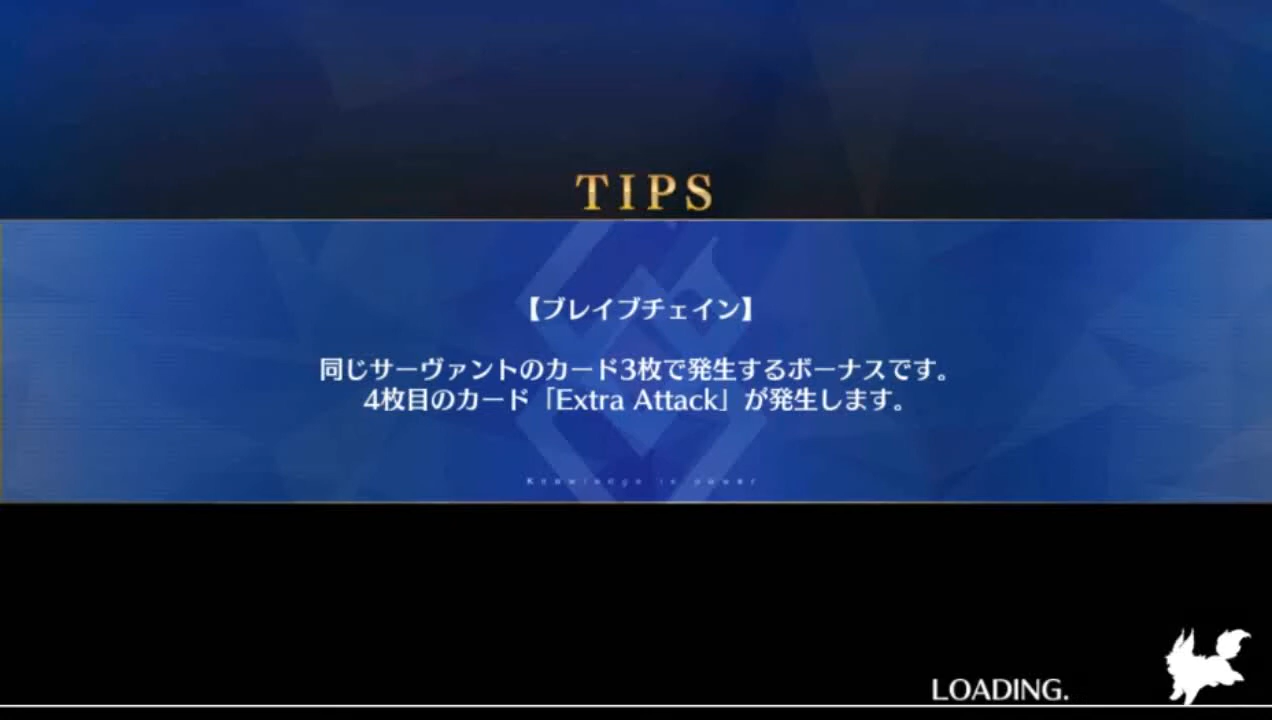 TIPS
【ブレイブチェイン】
同じサーヴァントのカード3枚で発生するボーナスです。
4枚目のカード「Extra Attack」が発生します。
Knowledge is power
LOADING.